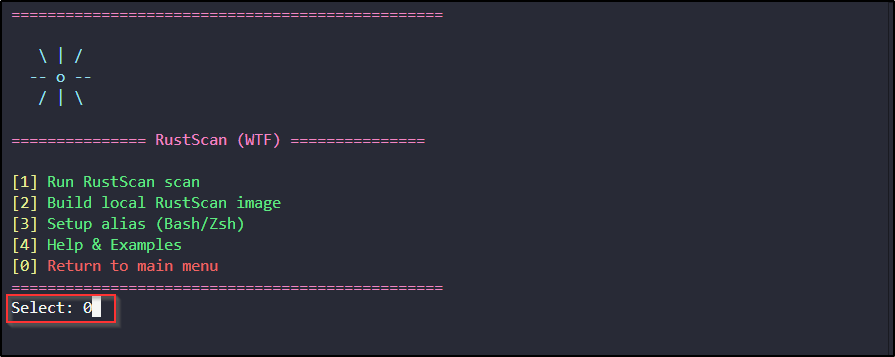 ================================================
\ | /
-- o --
/ | \
=============== RustScan (WTF) ===============
[1] Run RustScan scan
[2] Build local RustScan image
[3] Setup alias (Bash/Zsh)
[4] Help & Examples
[0] Return to main menu
================================================
Select: 0